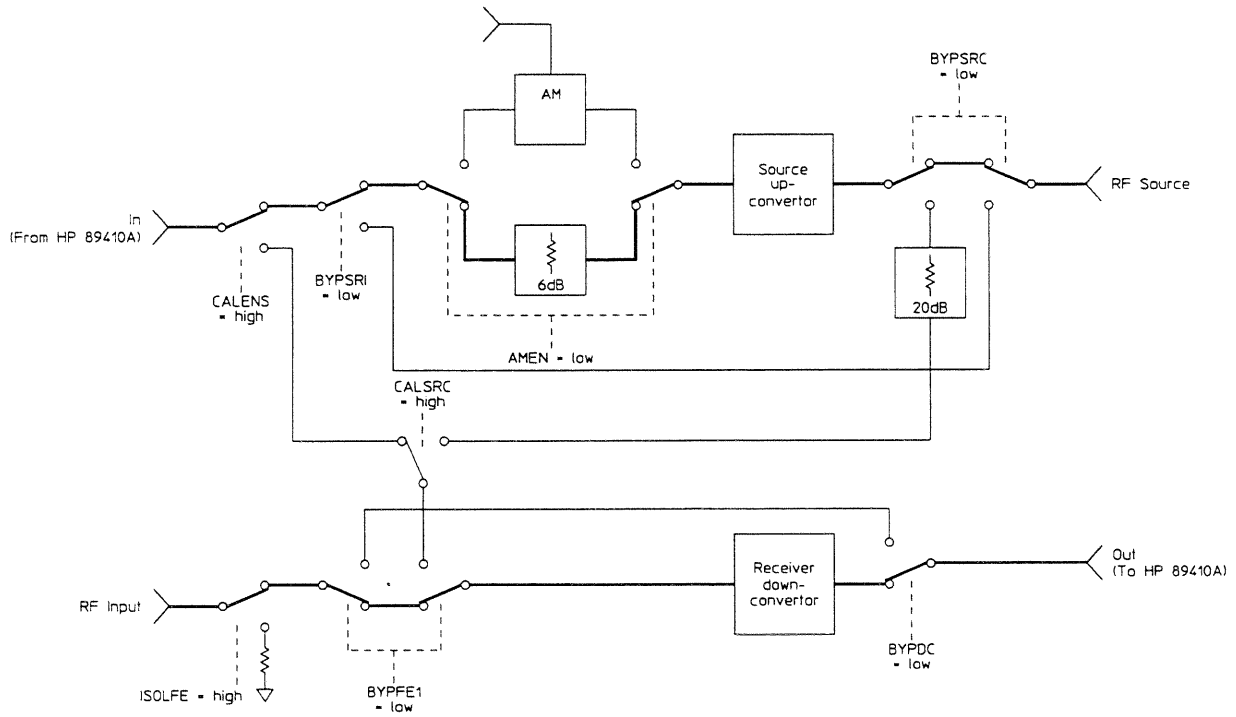 AM
BYPSRC
= low
Source
up-
convertor
RF Source
In
(From HP 89410A)
BYPSRI
= low
6dB
CALENS
= high
20dB
AMEN = low
CALSRC
= high
Receiver
down-
convertor
Out
(To HP 89410A)
RF Input
BYPDC
= low
ISOLFE = high
BYPFE1
= low